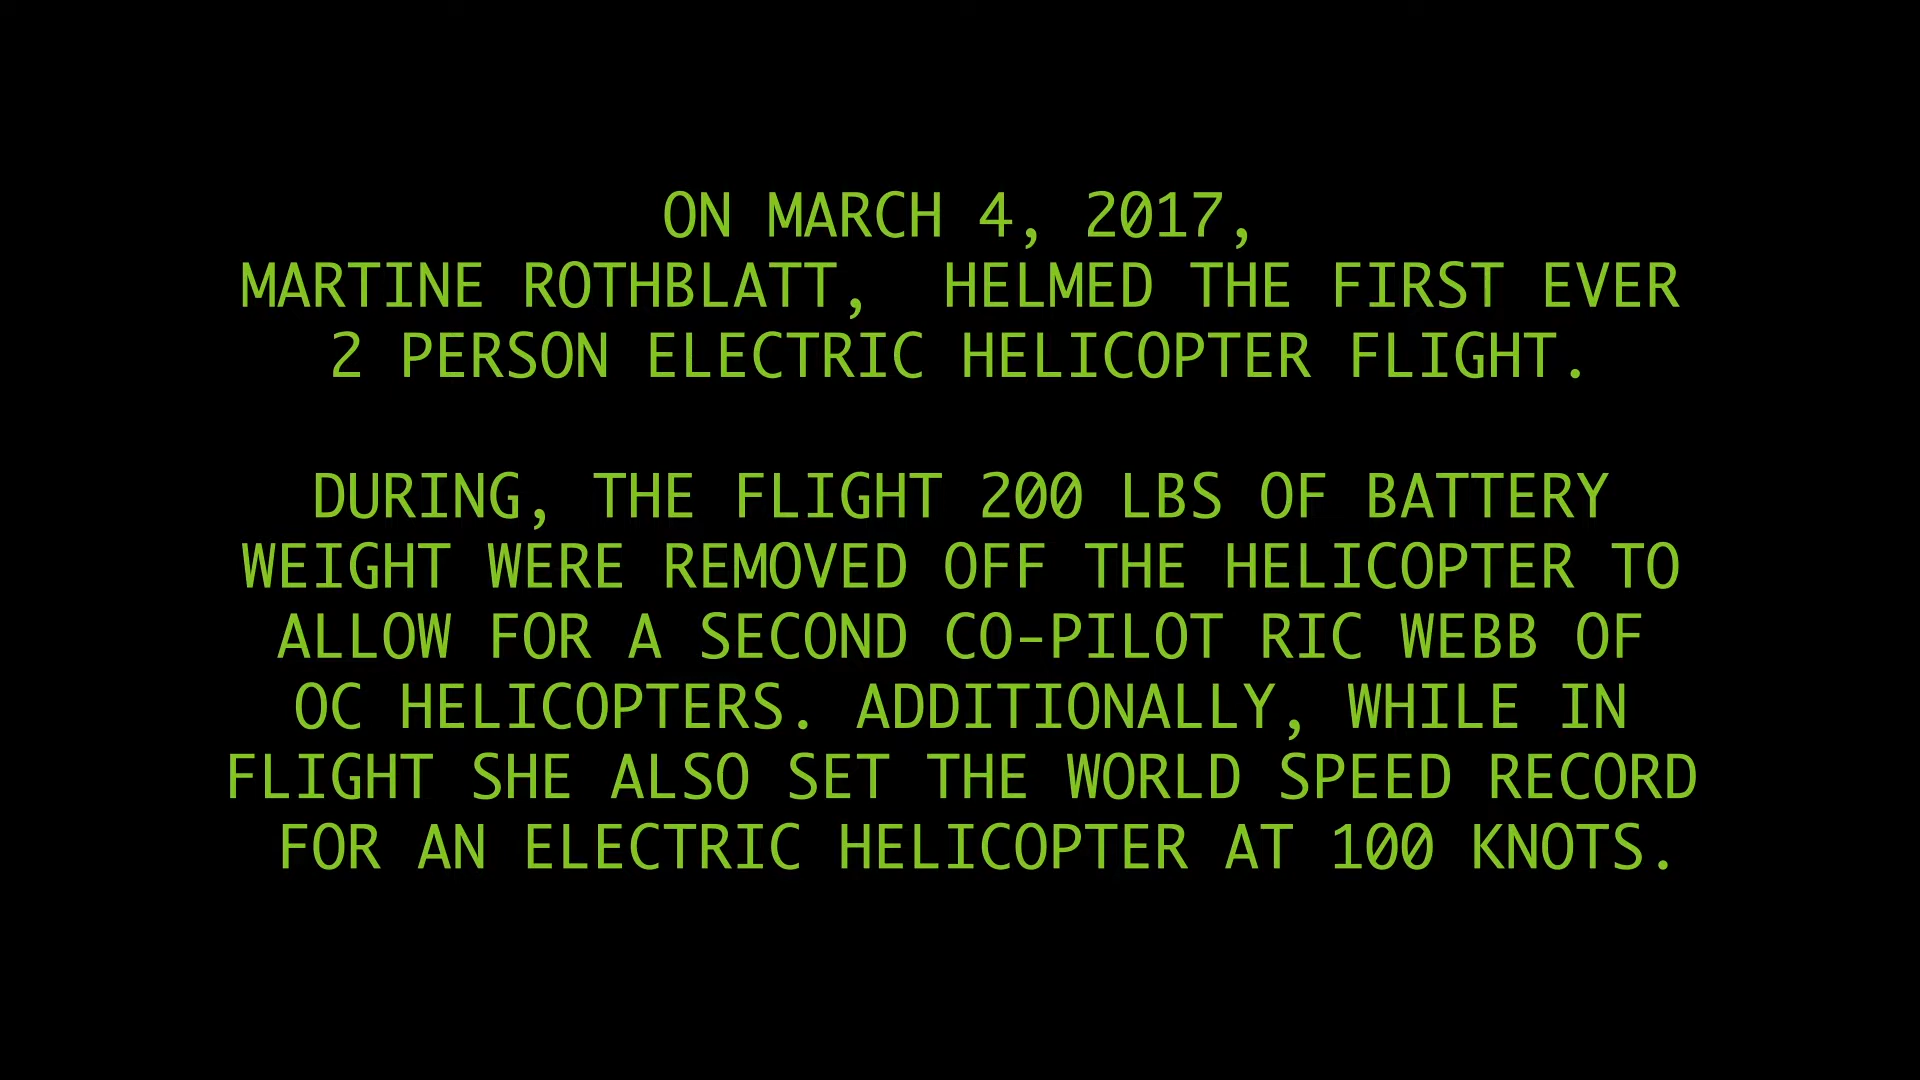 ON MARCH 4, 2017,
MARTINE ROTHBLATT,  HELMED THE FIRST EVER
2 PERSON ELECTRIC HELICOPTER FLIGHT.
DURING, THE FLIGHT 200 LBS OF BATTERY
WEIGHT WERE REMOVED OFF THE HELICOPTER TO
ALLOW FOR A SECOND CO-PILOT RIC WEBB OF
OC HELICOPTERS. ADDITIONALLY, WHILE IN
FLIGHT SHE ALSO SET THE WORLD SPEED RECORD
FOR AN ELECTRIC HELICOPTER AT 100 KNOTS.